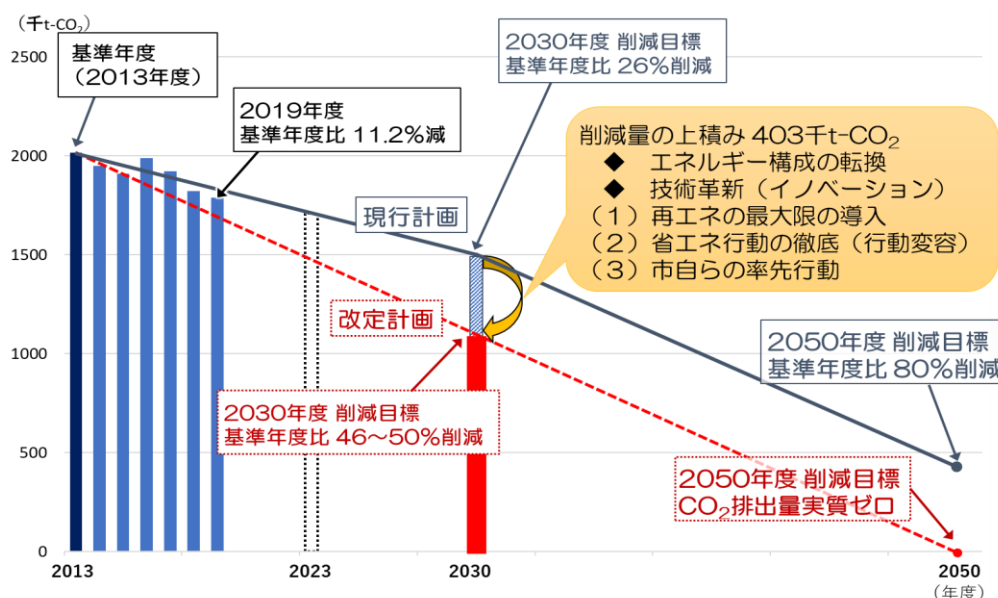 （千t-CO₂）
2500
2000
1500
1000
500
0
基準年度
（2013年度）
2019年度
基準年度比 11.2%減
2030年度 削減目標
基準年度比 26%削減
削減量の上積み 403千t-CO₂
◆ エネルギー構成の転換
◆ 技術革新（イノベーション）
（1）再エネの最大限の導入
（2）省エネ行動の徹底（行動変容）
（3）市自らの率先行動
現行計画
改定計画
2030年度 削減目標
基準年度比 46～50%削減
2050年度 削減目標
基準年度比 80%削減
2050年度 削減目標
CO₂排出量実質ゼロ
2013
2023
2030
2050
（年度）